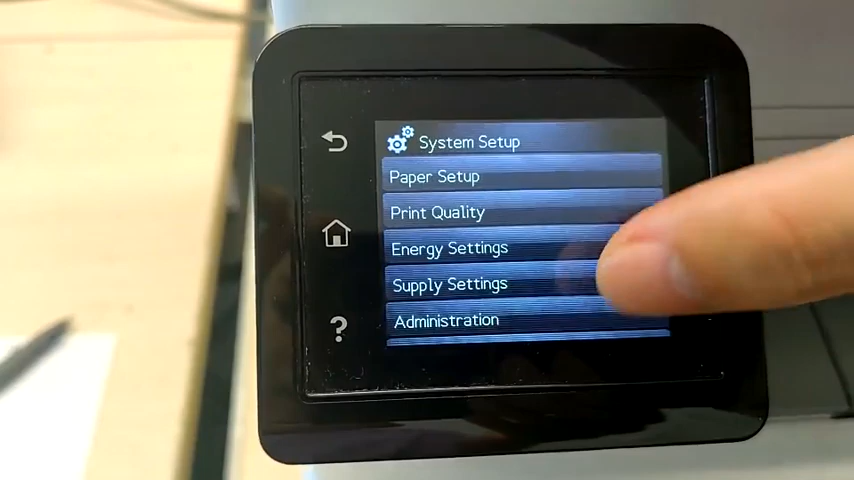 System Setup
Paper Setup
Print Quality
Energy Settings
Supply Settings
Administration
?